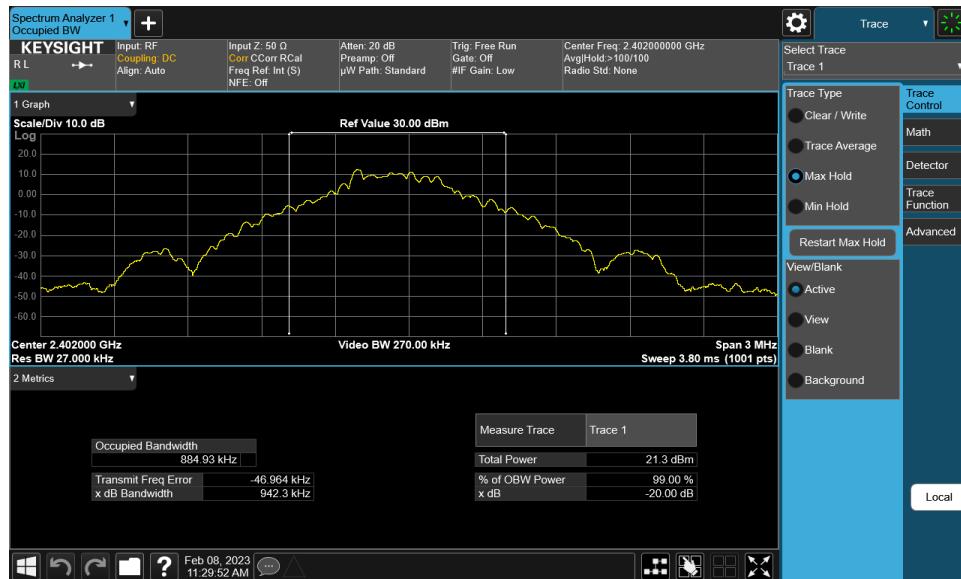 Spectrum Analyzer 1
Occupied BW
Trace
KEYSIGHT
R L
LXI
Input: RF
Coupling: DC
Align: Auto
Input Z: 50 Ω
Corr CCorr RCal
Freq Ref: Int (S)
NFE: Off
Atten: 20 dB
Preamp: Off
µW Path: Standard
Trig: Free Run
Gate: Off
#IF Gain: Low
Center Freq: 2.402000000 GHz
Avg|Hold:>100/100
Radio Std: None
Select Trace
Trace 1
1 Graph
Scale/Div 10.0 dB
Ref Value 30.00 dBm
Log
20.0
10.0
0.00
-10.0
-20.0
-30.0
-40.0
-50.0
-60.0
Center 2.402000 GHz
Video BW 270.00 kHz
Span 3 MHz
Res BW 27.000 kHz
Sweep 3.80 ms (1001 pts)
2 Metrics
Occupied Bandwidth
884.93 kHz
Transmit Freq Error -46.964 kHz
x dB Bandwidth 942.3 kHz
Measure Trace Trace 1
Total Power 21.3 dBm
% of OBW Power 99.00 %
x dB -20.00 dB
Trace Type
Clear / Write
Trace Average
Max Hold
Min Hold
Restart Max Hold
View/Blank
Active
View
Blank
Background
Trace
Control
Math
Detector
Trace
Function
Advanced
Local
?
Feb 08, 2023
11:29:52 AM